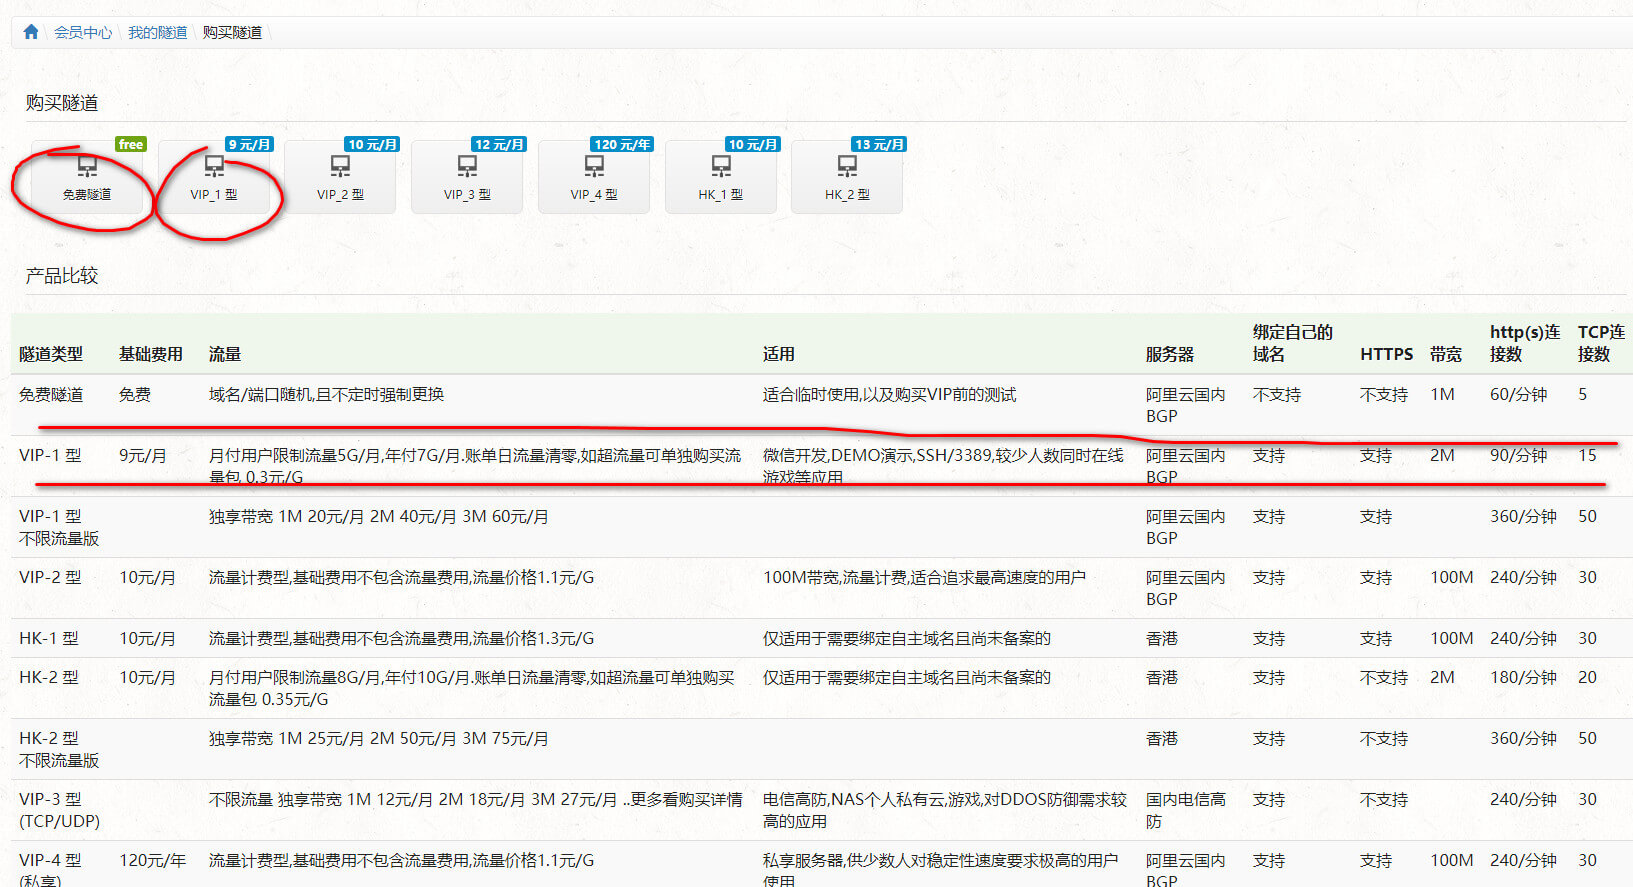 会员中心 我的隧道 购买隧道
购买隧道
free 9 元/月 10 元/月 12 元/月 120 元/年 10 元/月 13 元/月
免费隧道 VIP_1 型 VIP_2 型 VIP_3 型 VIP_4 型 HK_1 型 HK_2 型
产品比较
隧道类型 基础费用 流量 适用 服务器 绑定自己的域名 HTTPS 带宽 http(s)连接数 TCP连接数
免费隧道 免费 域名/端口随机,且不定时强制更换 适合临时使用,以及购买VIP前的测试 阿里云国内BGP 不支持 不支持 1M 60/分钟 5
VIP-1 型 9元/月 月付用户限制流量5G/月,年付7G/月.账单日流量清零,如超流量可单独购买流量包 0.3元/G 微信开发,DEMO演示,SSH/3389,较少人数同时在线游戏等应用 阿里云国内BGP 支持 支持 2M 90/分钟 15
VIP-1 型不限流量版 独享带宽 1M 20元/月 2M 40元/月 3M 60元/月 阿里云国内BGP 支持 支持 360/分钟 50
VIP-2 型 10元/月 流量计费型,基础费用不包含流量费用,流量价格1.1元/G 100M带宽,流量计费,适合追求最高速度的用户 阿里云国内BGP 支持 支持 100M 240/分钟 30
HK-1 型 10元/月 流量计费型,基础费用不包含流量费用,流量价格1.3元/G 仅适用于需要绑定自主域名且尚未备案的 香港 支持 支持 100M 240/分钟 30
HK-2 型 10元/月 月付用户限制流量8G/月,年付10G/月.账单日流量清零,如超流量可单独购买流量包 0.35元/G 仅适用于需要绑定自主域名且尚未备案的 香港 支持 不支持 2M 180/分钟 20
HK-2 型不限流量版 独享带宽 1M 25元/月 2M 50元/月 3M 75元/月 香港 支持 不支持 360/分钟 50
VIP-3 型(TCP/UDP) 不限流量 独享带宽 1M 12元/月 2M 18元/月 3M 27元/月 ..更多看购买详情 电信高防,NAS个人私有云,游戏,对DDOS防御需求较高的应用 国内电信高防 支持 不支持 240/分钟 30
VIP-4 型(私享) 120元/年 流量计费型,基础费用不包含流量费用,流量价格1.1元/G 私享服务器,供少数人对稳定性速度要求极高的用户使用 阿里云国内BGP 支持 支持 100M 240/分钟 30